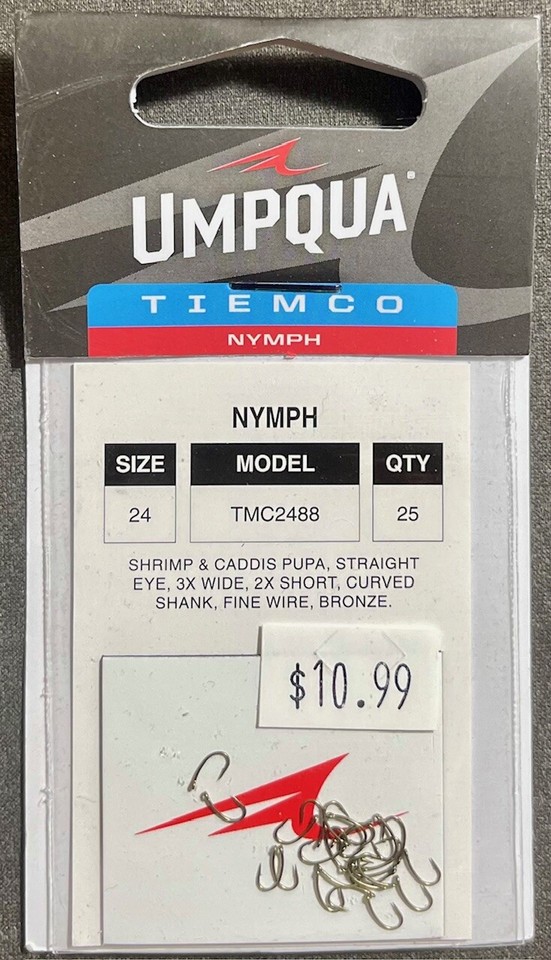 UMPQUA®
TIEMCO
NYMPH
NYMPH
SIZE MODEL QTY
24 TMC2488 25
SHRIMP & CADDIS PUPA, STRAIGHT
EYE, 3X WIDE, 2X SHORT, CURVED
SHANK, FINE WIRE, BRONZE.
$10.99